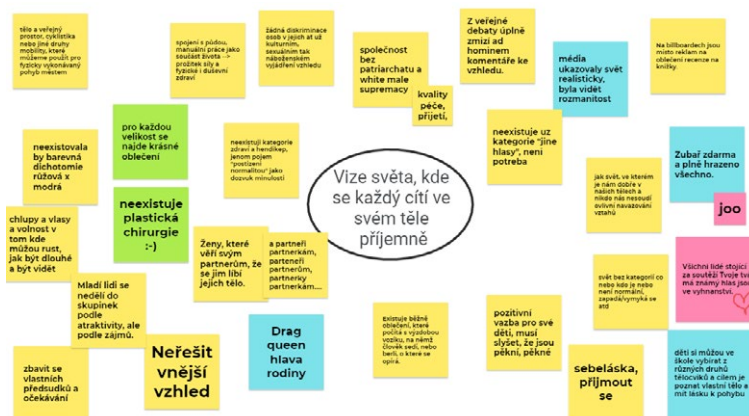 tělo a veřejný
prostor, cyklistika
nebo jiné druhy
mobility, které
můžeme použít pro
fyzicky vykonávaný
pohyb městem
spojení s půdou,
manuální práce jako
součást života -->
prožitek síly a
fyzické i duševní
zdraví
žádná diskriminace
osob v jejich ať už
kulturním,
sexuálním tak
náboženském
vyjádření vzhledu
společnost
bez
patriarchatu a
white male
supremacy
kvality
péče,
přijetí,
Z veřejné
debaty úplně
zmizí ad
hominem
komentáře ke
vzhledu.
média
ukazovaly svět
realisticky,
byla vidět
rozmanitost
Na billboardech jsou
místo reklam na
oblečení recenze na
knížky.
neexistovala
by barevná
dichotomie
růžová x
modrá
pro každou
velikost se
najde krásné
oblečení
neexistují kategorie
zdraví a hendikep,
jenom pojem
"postižení
normalitou" jako
dozvuk minulosti
Vize světa, kde
se každý cítí ve
svém těle
příjemně
neexistuje uz
kategorie "jine
hlasy", není
potreba
jak svět, ve kterém
je nám dobře v
našich tělech a
nikdo nás nesoudí
ovlivní navazování
vztahů
Zubař zdarma
a plně hrazeno
všechno.
joo
chlupy a vlasy
a volnost v
tom kde
můžou rust,
jak být dlouhé
a být vidět
neexistuje
plastická
chirurgie
:-)
Ženy, které
věří svým
partnerům, že
se jim líbí
jejich tělo.
a partneři
partnerkám,
parteneři
partnerům,
partnerky
partnerkám....
Mladí lidi se
nedělí do
skupinek
podle
atraktivity, ale
podle zájmů.
svět bez kategorií co
nebo kdo je nebo
není normální,
zapadá/vymyká se
atd
Všichni lidé stojící
za soutěží Tvoje
má známý hlas jsou
ve vyhnanství.
zbavit se
vlastních
předsudků a
očekávání
Neřešit
vnější
vzhled
Drag
queen
hlava
rodiny
Existuje běžně
oblečení, které
počítá s výzdobou
vozíku, na němž
člověk sedí, nebo
berlí, o které se
opírá.
pozitivní
vazba pro své
děti, musí
slyšet, že jsou
pěkní, pěkné
sebeláska,
přijmout
se
děti si můžou ve
škole vybírat z
různých druhů
tělocviků a cílem je
poznat vlastní tělo a
mít lásku k pohybu